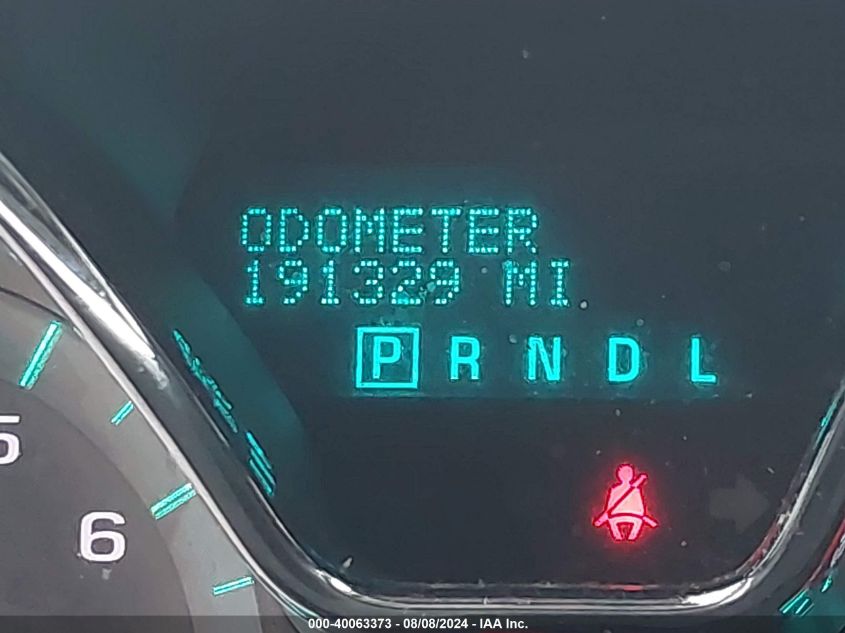 ODOMETER
191329 MI
P R N D L
5
6
000-40063373 - 08/08/2024 - IAA Inc.